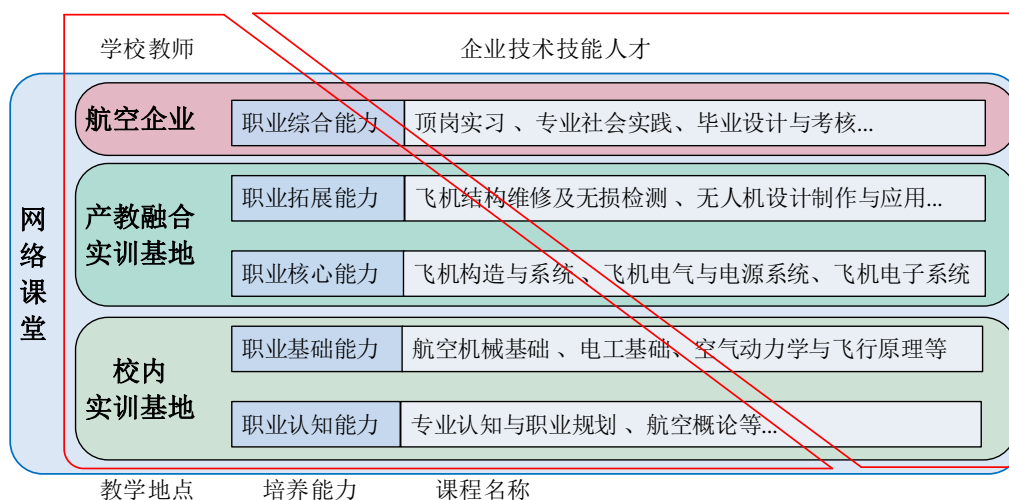 学校教师
企业技术技能人才
网络课堂
航空企业
职业综合能力
顶岗实习 、专业社会实践、毕业设计与考核...
产教融合
实训基地
职业拓展能力
飞机结构维修及无损检测 、无人机设计制作与应用...
职业核心能力
飞机构造与系统 、飞机电气与电源系统、飞机电子系统
校内
实训基地
职业基础能力
航空机械基础 、电工基础、空气动力学与飞行原理等
职业认知能力
专业认知与职业规划 、航空概论等...
教学地点
培养能力
课程名称